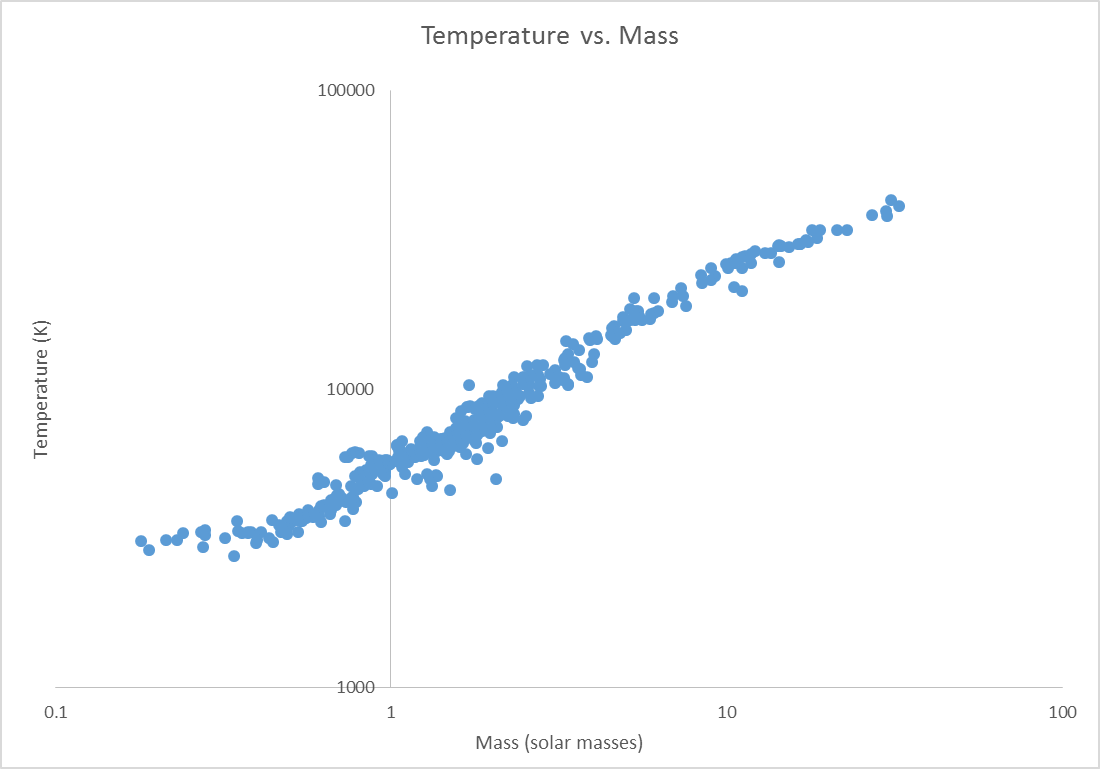 Temperature vs. Mass
100000
10000
1000
Temperature (K)
0.1 1 10 100
Mass (solar masses)